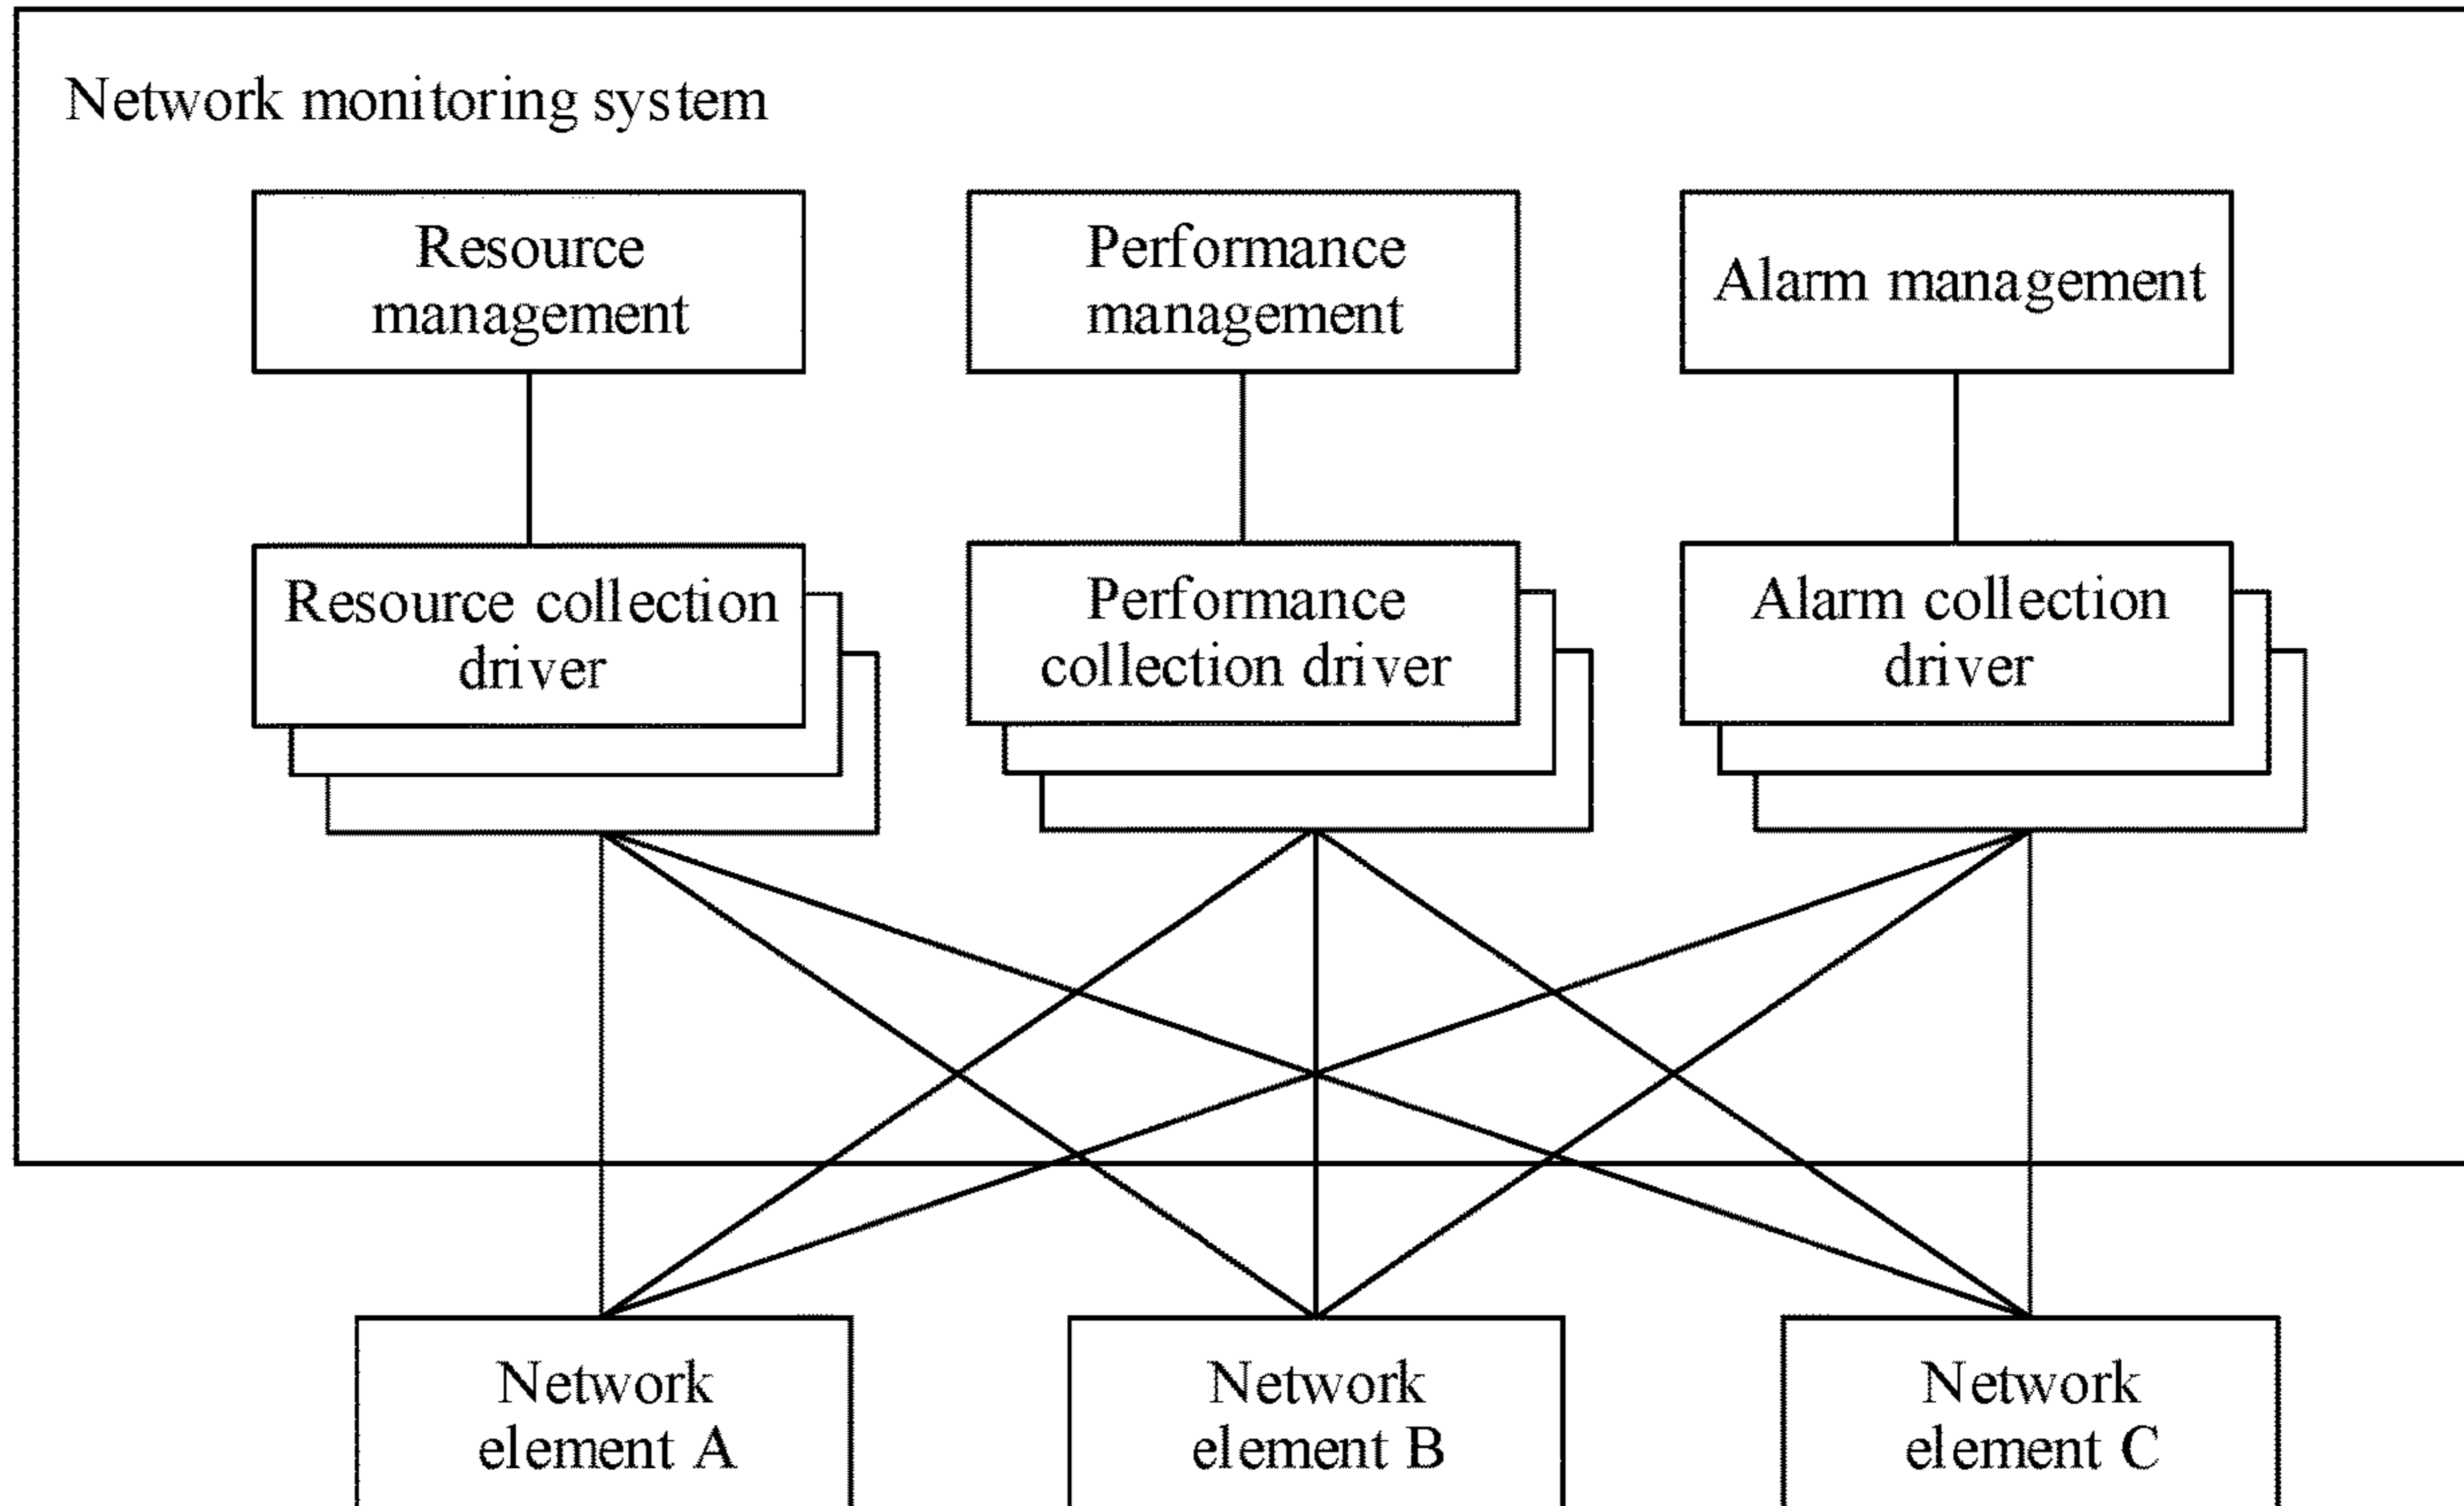 Network monitoring system
Resource
management
Performance
management
Alarm management
Resource collection
driver
Performance
collection driver
Alarm collection
driver
Network
element A
Network
element B
Network
element C